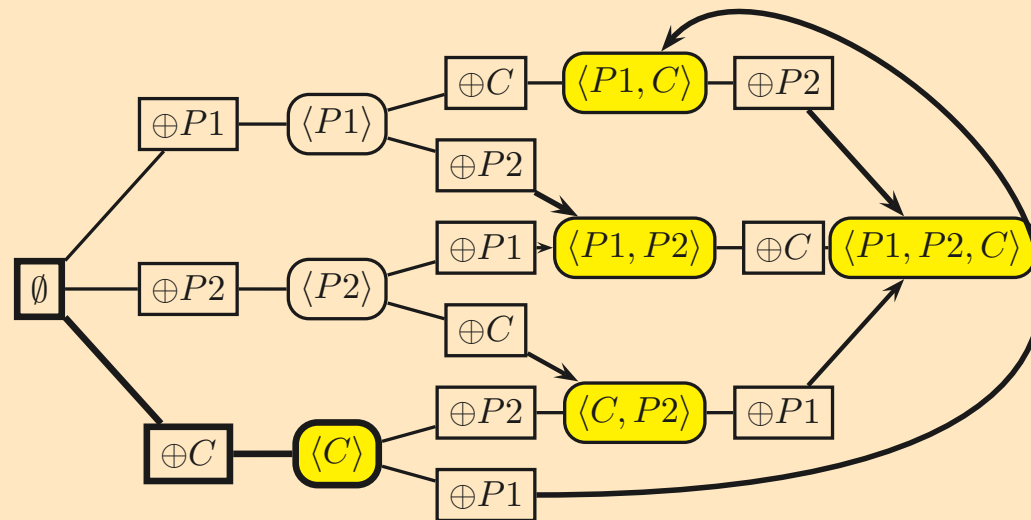 ⊕C ⟨P1, C⟩ ⊕P2
⊕P1 ⟨P1⟩
⊕P2
⊕P1 ⟨P1, P2⟩ ⊕C ⟨P1, P2, C⟩
∅ ⊕P2 ⟨P2⟩
⊕C
⊕P2 ⟨C, P2⟩ ⊕P1
⊕C ⟨C⟩
⊕P1